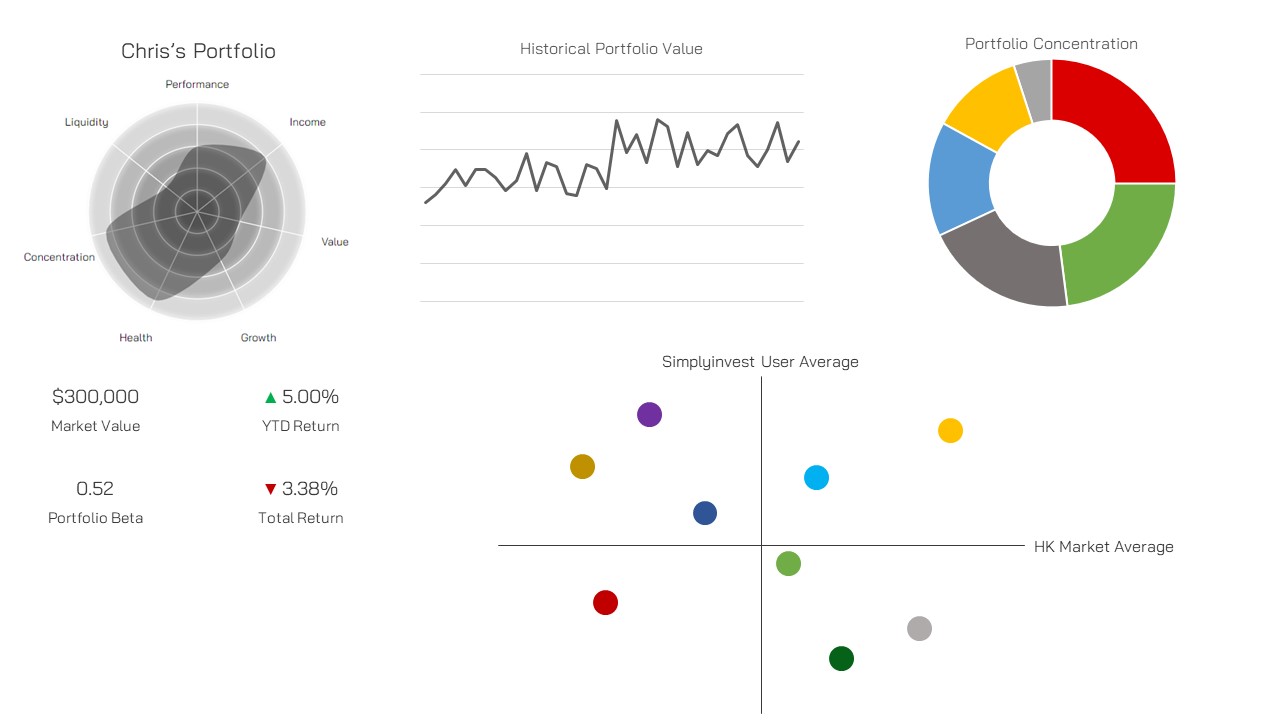 Chris's Portfolio
Performance
Liquidity
Income
Value
Concentration
Health
Growth
$300,000
Market Value
▲ 5.00%
YTD Return
0.52
Portfolio Beta
▼ 3.38%
Total Return
Historical Portfolio Value
Portfolio Concentration
Simplyinvest User Average
HK Market Average